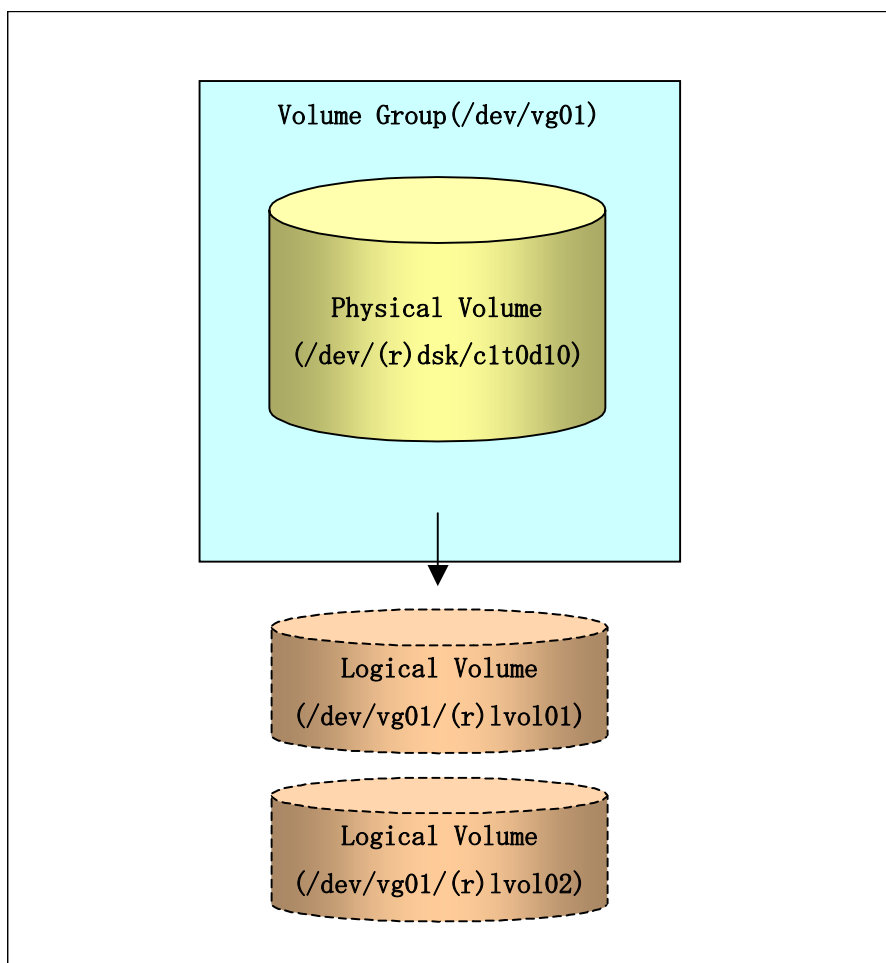 Volume Group(/dev/vg01)
Physical Volume
(/dev/(r)dsk/c1t0d10)
Logical Volume
(/dev/vg01/(r)lvol01)
Logical Volume
(/dev/vg01/(r)lvol02)